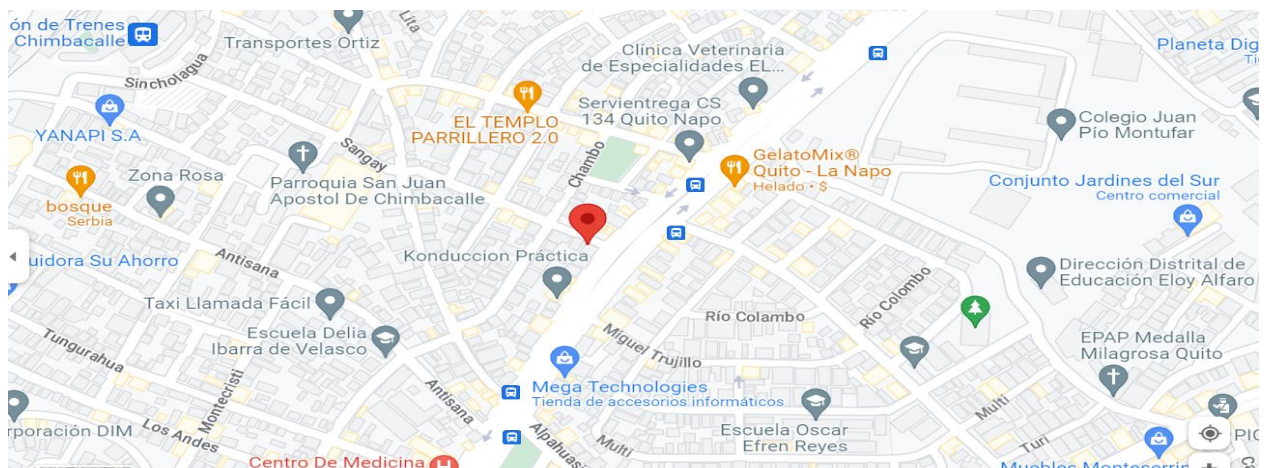 ón de Trenes
Chimbacalle
Transportes Ortiz
Lita
Clínica Veterinaria
de Especialidades EL...
Planeta Dig
Ti
Sincholagua
YANAPI S.A
EL TEMPLO
PARRILLERO 2.0
Servientrega CS
134 Quito Napo
Colegio Juan
Pío Montufar
Sangay
Chambo
GelatoMix®
Quito - La Napo
Helado • $
Zona Rosa
Parroquia San Juan
Apostol De Chimbacalle
Conjunto Jardines del Sur
Centro comercial
bosque
Serbia
uidora Su Ahorro
Antisana
Konduccion Práctica
Dirección Distrital de
Educación Eloy Alfaro
Taxi Llamada Fácil
Río Colambo
Río Colombo
Escuela Delia
Ibarra de Velasco
Miguel Trujillo
EPAP Medalla
Milagrosa Quito
Tungurahua
Montecristi
Antisana
Mega Technologies
Tienda de accesorios informáticos
Multi
rporación DIM
Los Andes
Alpahuas
Multi
Escuela Oscar
Efren Reyes
Turi
PIC
Centro De Medicina
Muebles Monteserrin